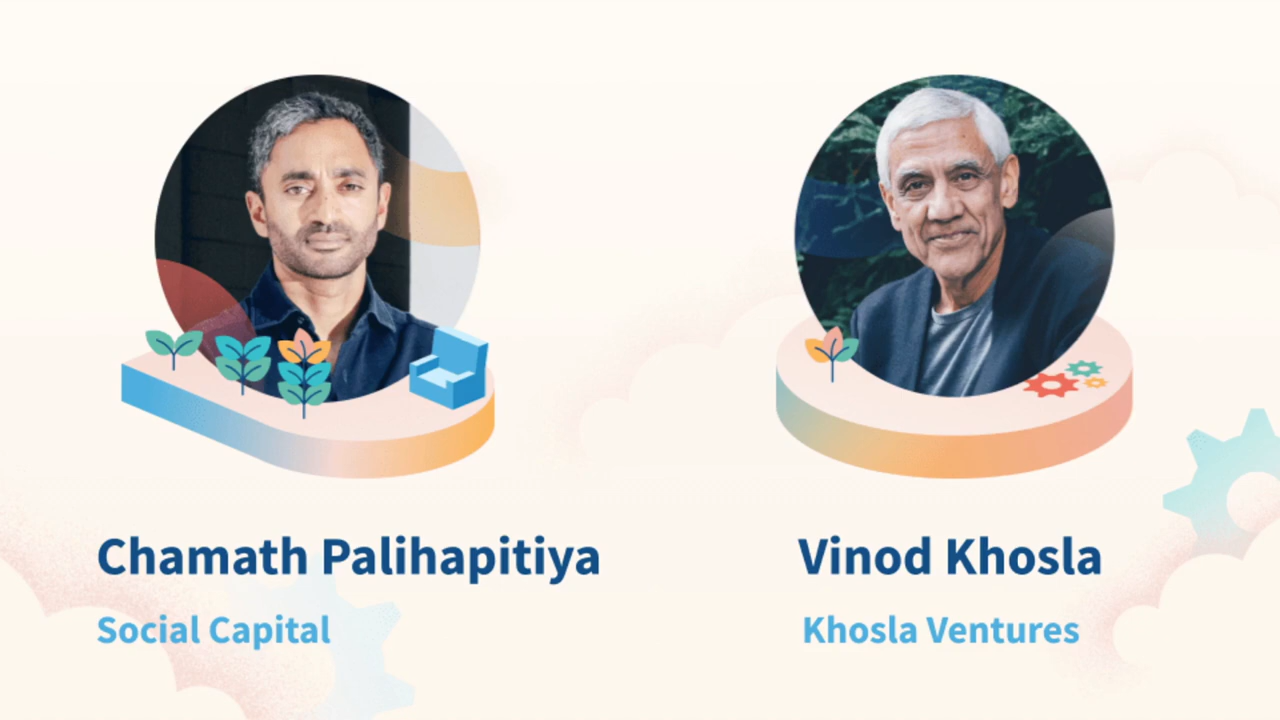 Chamath Palihapitiya
Social Capital
Vinod Khosla
Khosla Ventures